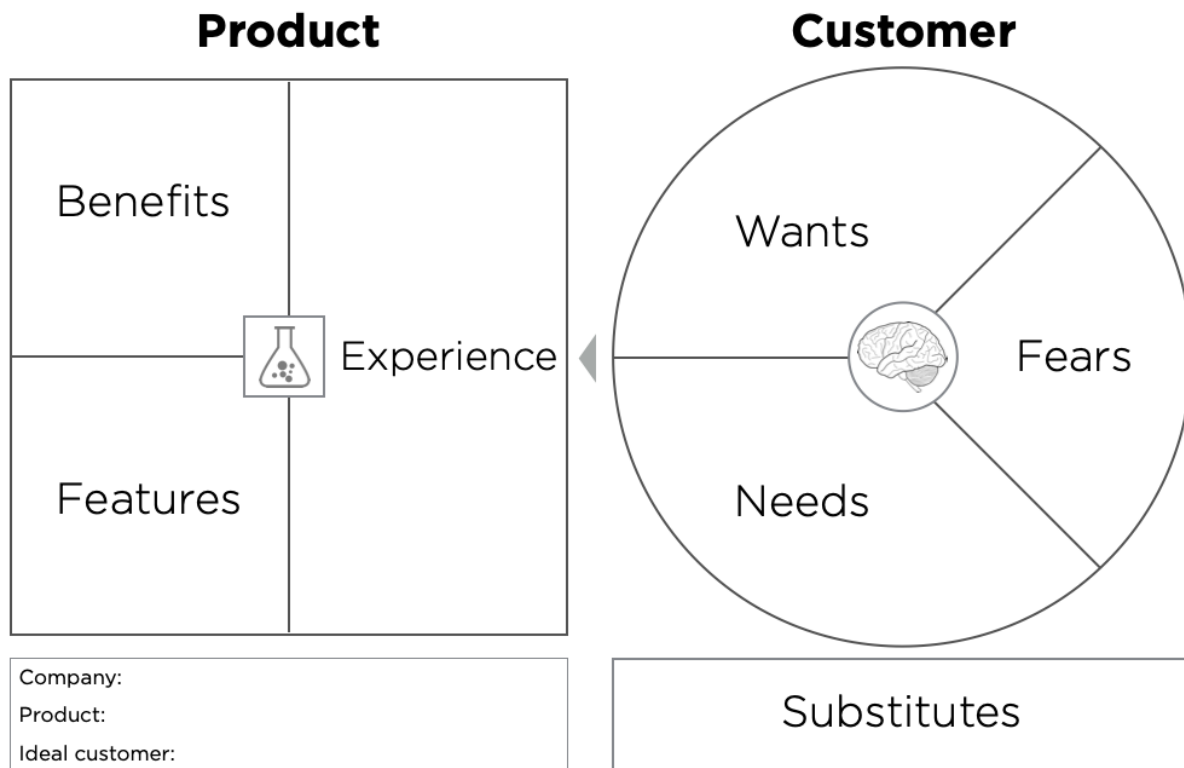 Product
Benefits
Experience
Features
Company:
Product:
Ideal customer:
Customer
Wants
Fears
Needs
Substitutes